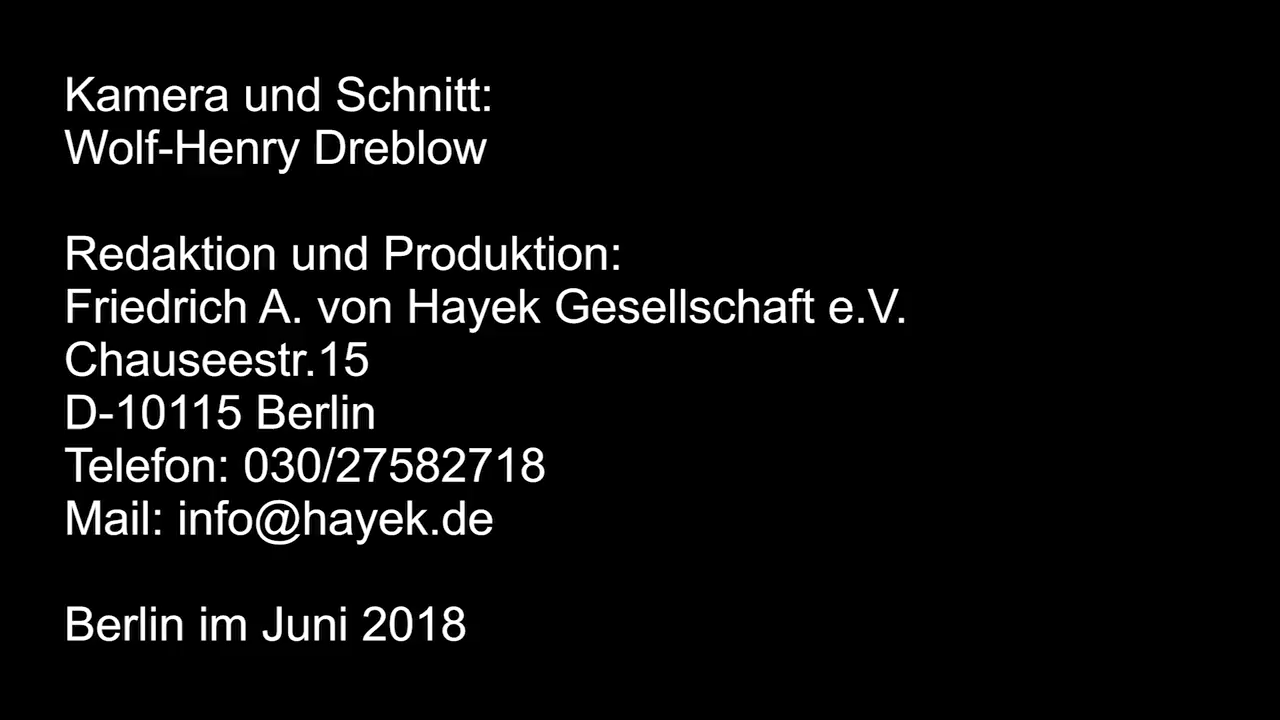 Kamera und Schnitt:
Wolf-Henry Dreblow
Redaktion und Produktion:
Friedrich A. von Hayek Gesellschaft e.V.
Chauseestr.15
D-10115 Berlin
Telefon: 030/27582718
Mail: info@hayek.de
Berlin im Juni 2018